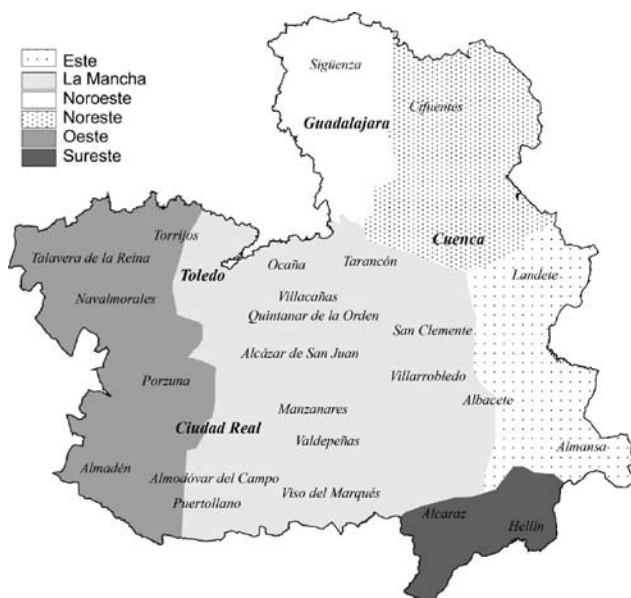 Este
La Mancha
Noroeste
Noreste
Oeste
Sureste
Sigüenza
Cifuentes
Guadalajara
Torrijos
Cuenca
Talavera de la Reina
Toledo
Ocaña
Tarancón
Landete
Navalmorales
Villacañas
Quintanar de la Orden
San Clemente
Alcázar de San Juan
Porzuna
Villarrobledo
Albacete
Manzanares
Ciudad Real
Valdepeñas
Almansa
Almadén
Almodóvar del Campo
Viso del Marqués
Puertollano
Alcaraz
Hellín